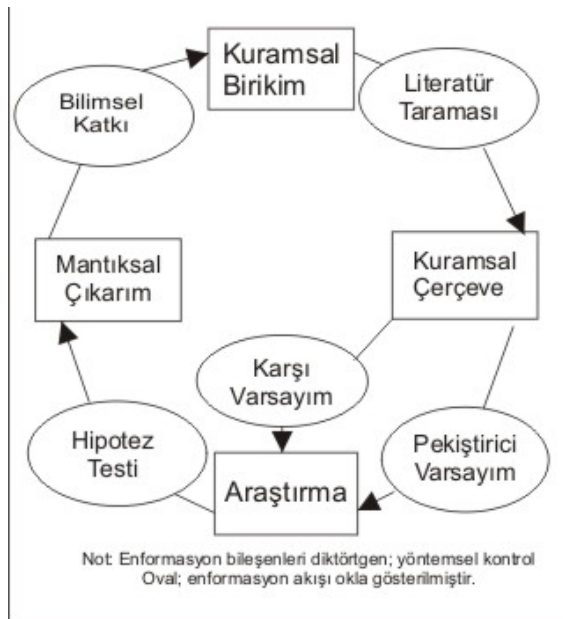 Kuramsal
Birikim
Literatür
Taraması
Bilimsel
Katkı
Mantıksal
Çıkarım
Kuramsal
Çerçeve
Karşı
Varsayım
Hipotez
Testi
Pekiştirici
Varsayım
Araştırma
Not: Enformasyon bileşenleri diktörtgen; yöntemsel kontrol
Oval; enformasyon akışı okla gösterilmiştir.